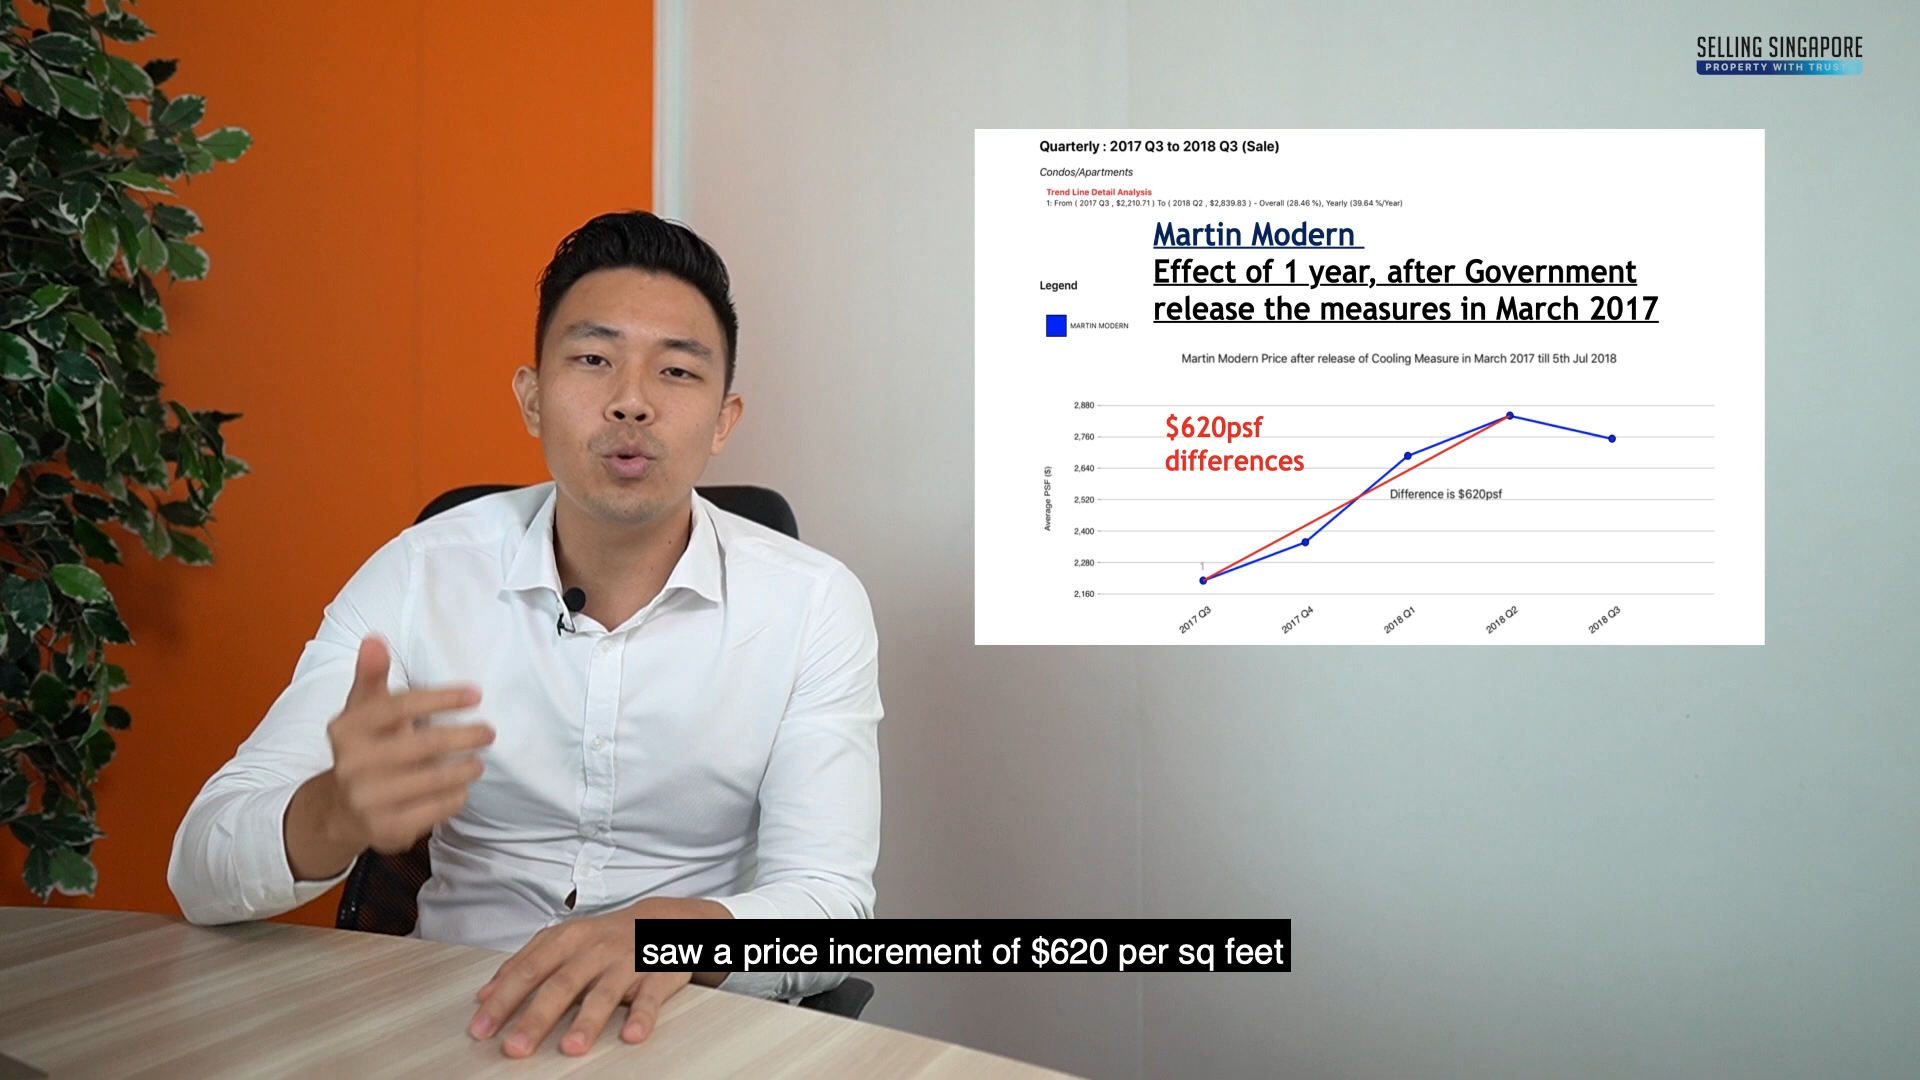 SELLING SINGAPORE
PROPERTY WITH TRUST
Quarterly : 2017 Q3 to 2018 Q3 (Sale)
Condos/Apartments
Trend Line Detail Analysis
1: From ( 2017 Q3 , $2,210.71 ) To ( 2018 Q2 , $2,839.83 ) - Overall (28.46 %), Yearly (39.64 %/Year)
Martin Modern
Effect of 1 year, after Government
release the measures in March 2017
Legend
MARTIN MODERN
Martin Modern Price after release of Cooling Measure in March 2017 till 5th Jul 2018
$620psf
differences
Difference is $620psf
Average PSF ($)
2,880
2,760
2,640
2,520
2,400
2,280
2,160
1
2017 Q3
2017 Q4
2018 Q1
2018 Q2
2018 Q3
saw a price increment of $620 per sq feet